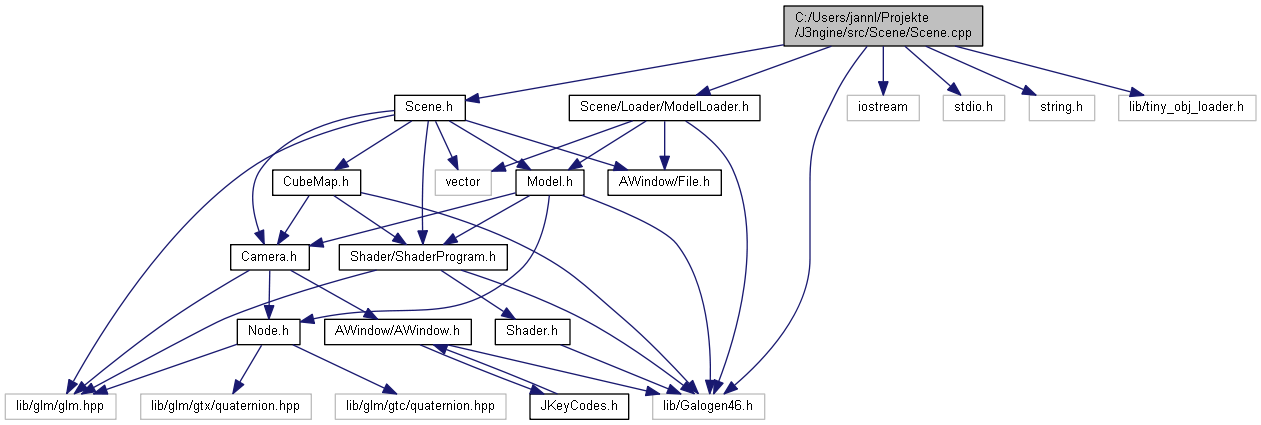 C:/Users/jannl/Projekte
/J3ngine/src/Scene/Scene.cpp
Scene.h
Scene/Loader/ModelLoader.h
iostream
stdio.h
string.h
lib/tiny_obj_loader.h
CubeMap.h
vector
Model.h
AWindow/File.h
Camera.h
Shader/ShaderProgram.h
Node.h
AWindow/AWindow.h
Shader.h
lib/glm/glm.hpp
lib/glm/gtx/quaternion.hpp
lib/glm/gtc/quaternion.hpp
JKeyCodes.h
lib/Galogen46.h